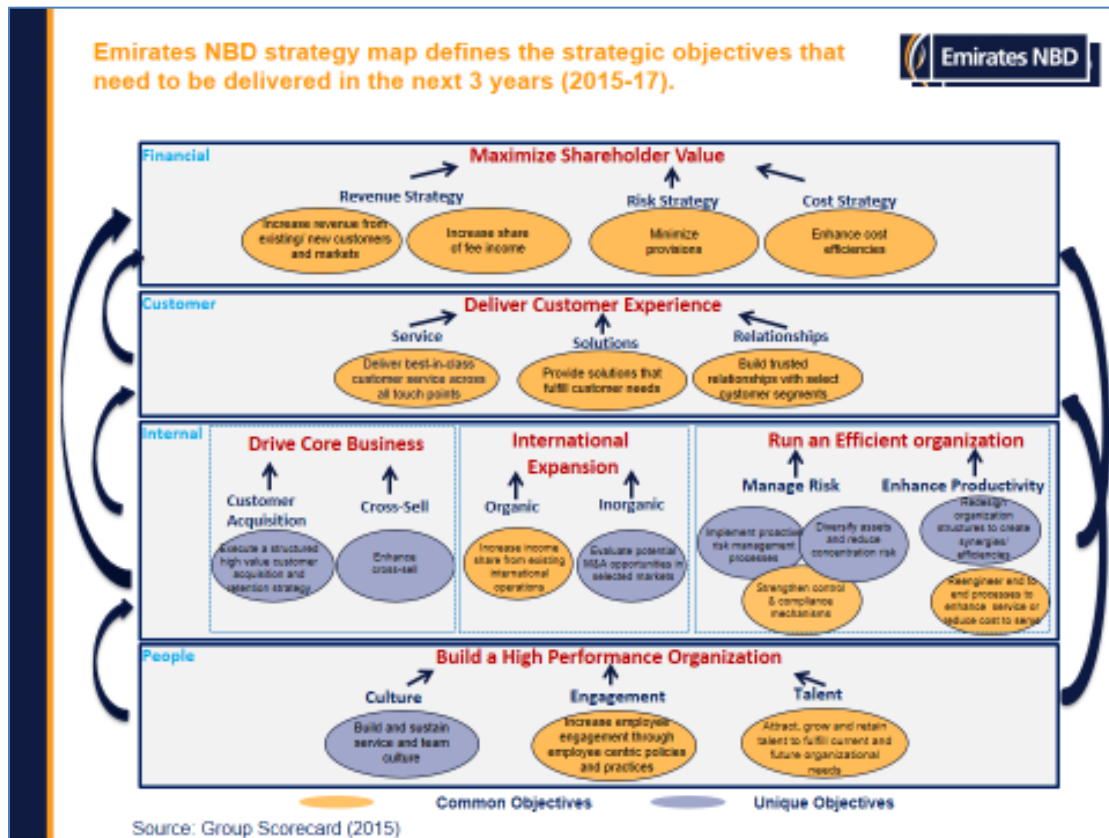 Emirates NBD strategy map defines the strategic objectives that
need to be delivered in the next 3 years (2015-17).
Emirates NBD
Financial
Maximize Shareholder Value
Revenue Strategy
Risk Strategy
Cost Strategy
Increase revenue from
existing/ new customers
and markets
Increase share
of fee income
Minimize
provisions
Enhance cost
efficiencies
Customer
Deliver Customer Experience
Service
Solutions
Relationships
Deliver best-in-class
customer service across
all touch points
Provide solutions that
fulfill customer needs
Build trusted
relationships with select
customer segments
Internal
Drive Core Business
Customer
Acquisition
Cross-Sell
Execute a structured
high value customer
acquisition and
retention strategy
Enhance
cross-sell
International
Expansion
Organic
Inorganic
Increase income
share from existing
international
operations
Evaluate potential
M&A opportunities in
selected markets
Run an Efficient organization
Manage Risk
Enhance Productivity
Implement proactive
risk management
processes
Diversify assets
and reduce
concentration risk
Strengthen control
& compliance
mechanisms
Redesign
organization
structures to create
synergies/
efficiencies
Reengineer end to
end processes to
enhance service or
reduce cost to serve
People
Build a High Performance Organization
Culture
Engagement
Talent
Build and sustain
service and team
culture
Increase employee
engagement through
employee centric policies
and practices
Attract, grow and retain
talent to fulfill current and
future organizational
needs
Common Objectives
Unique Objectives
Source: Group Scorecard (2015)